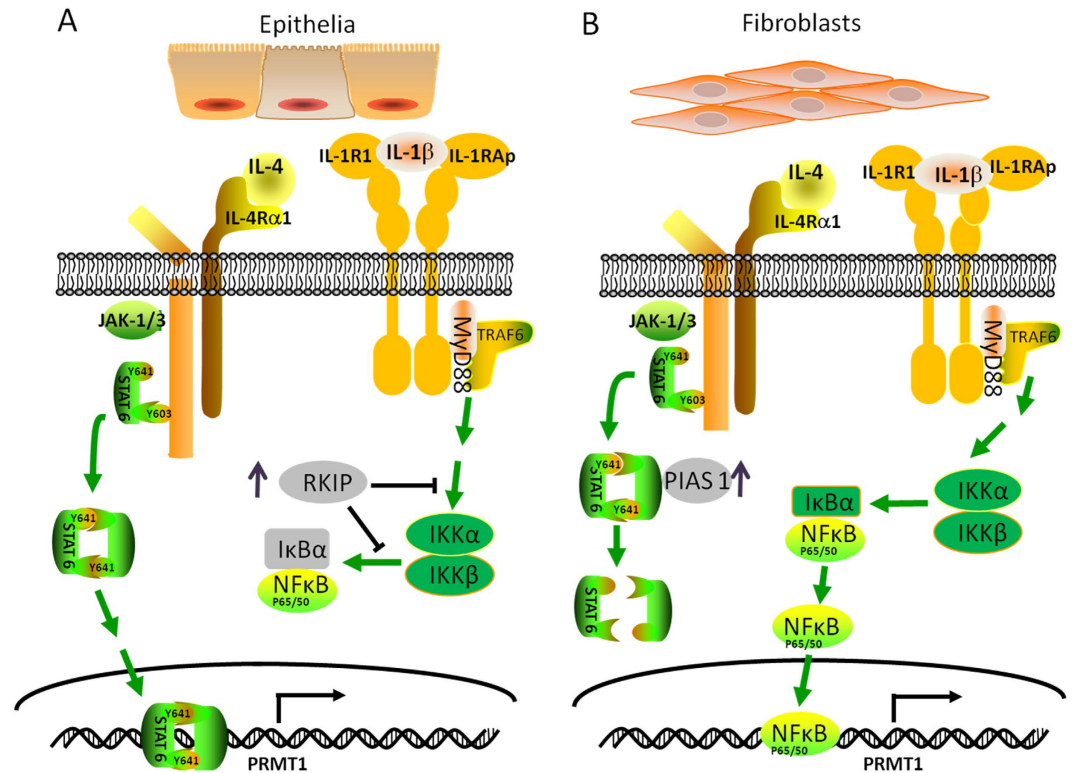 A
Epithelia
IL-1R1
IL-1β
IL-1RAp
IL-4
IL-4Rα1
JAK-1/3
MyD88
TRAF6
Y641
STAT 6
Y603
RKIP
IKKα
IκBα
IKKβ
NFκB
P65/50
Y641
STAT 6
Y641
Y641
STAT 6
Y641
PRMT1
B
Fibroblasts
IL-1R1
IL-1β
IL-1RAp
IL-4
IL-4Rα1
JAK-1/3
MyD88
TRAF6
Y641
STAT 6
Y603
Y641
STAT 6
Y641
PIAS 1
IκBα
IKKα
NFκB
P65/50
IKKβ
STAT 6
NFκB
P65/50
NFκB
P65/50
PRMT1